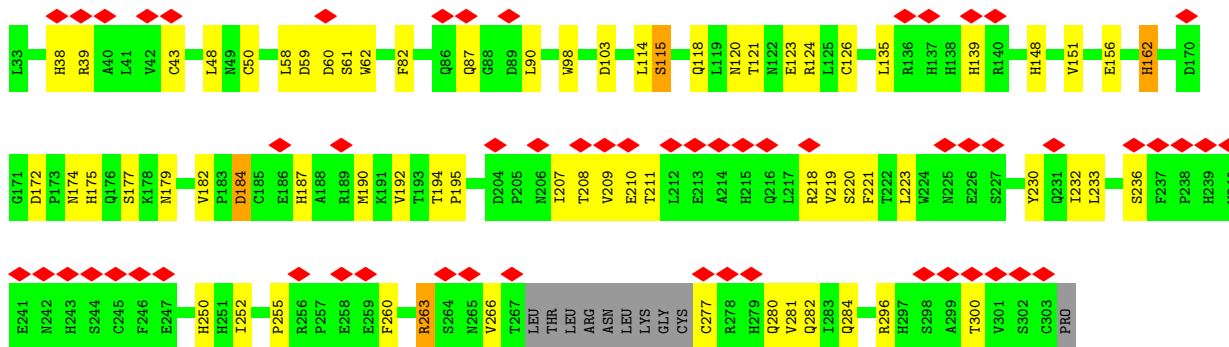 L33 H38 R39 A40 L41 V42 C43 L48 N49 C50 L58 D59 D60 S61 W62 F82 Q86 Q87 G88 D89 L90 W98 D103 L114 S115 Q118 L119 N120 T121 N122 E123 R124 L125 C126 L135 R136 H137 H138 H139 R140 H148 V151 E156 H162 D170
G171 D172 P173 N174 H175 Q176 S177 K178 N179 V182 P183 D184 C185 E186 H187 A188 R189 M190 K191 V192 T193 T194 P195 D204 P205 N206 I207 T208 V209 E210 T211 L212 E213 A214 H215 Q216 L217 R218 V219 S220 F221 T222 L223 W224 N225 E226 S227 Y230 Q231 I232 L233 S236 F237 P238 H239
E241 N242 H243 S244 C245 F246 E247 H250 H251 I252 P255 R256 P257 E258 E259 F260 R263 S264 N265 V266 T267 LEU THR LEU ARG ASN LEU LYS GLY CYS C277 R278 H279 Q280 V281 Q282 I283 Q284 R296 H297 S298 A299 T300 V301 S302 C303 PRO